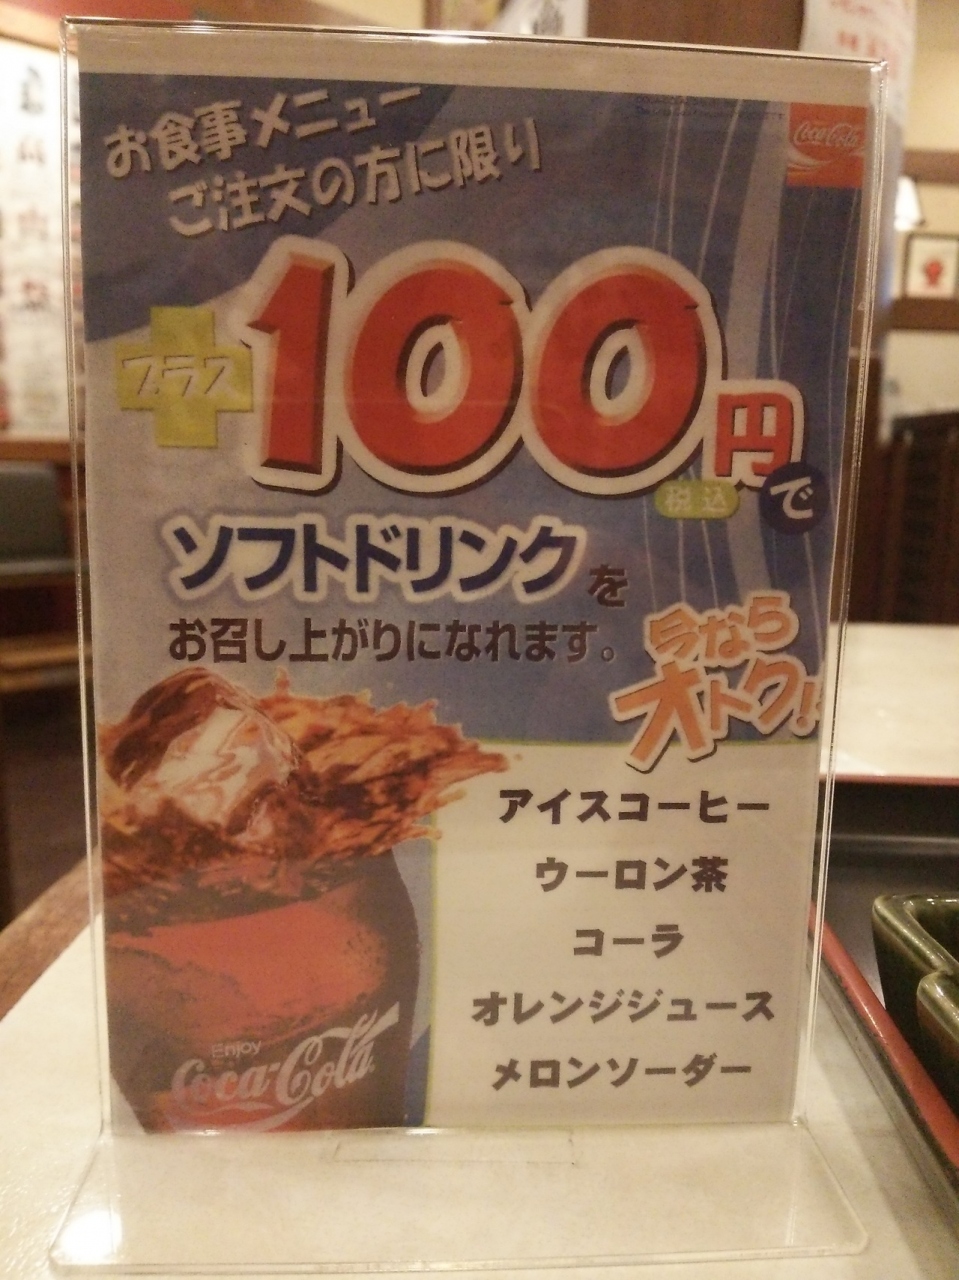 お食事メニュー
ご注文の方に限り
Coca-Cola
プラス
100円で
税込
ソフトドリンクを
お召し上がりになれます。
今なら
オトク!
アイスコーヒー
ウーロン茶
コーラ
オレンジジュース
メロンソーダー
Enjoy
Coca-Cola